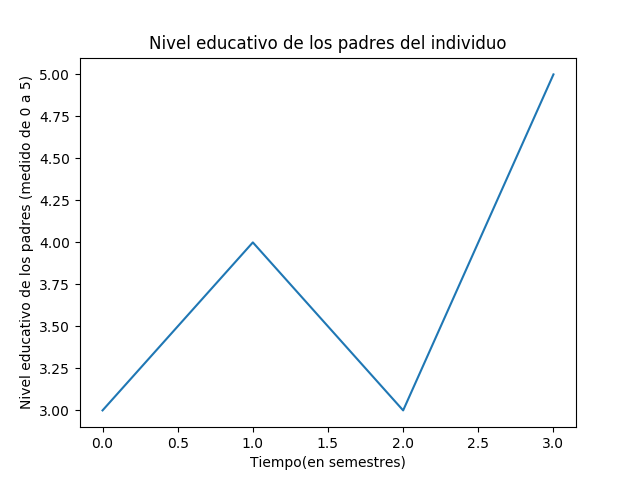 Nivel educativo de los padres del individuo
Nivel educativo de los padres (medido de 0 a 5)
5.00
4.75
4.50
4.25
4.00
3.75
3.50
3.25
3.00
0.0 0.5 1.0 1.5 2.0 2.5 3.0
Tiempo(en semestres)